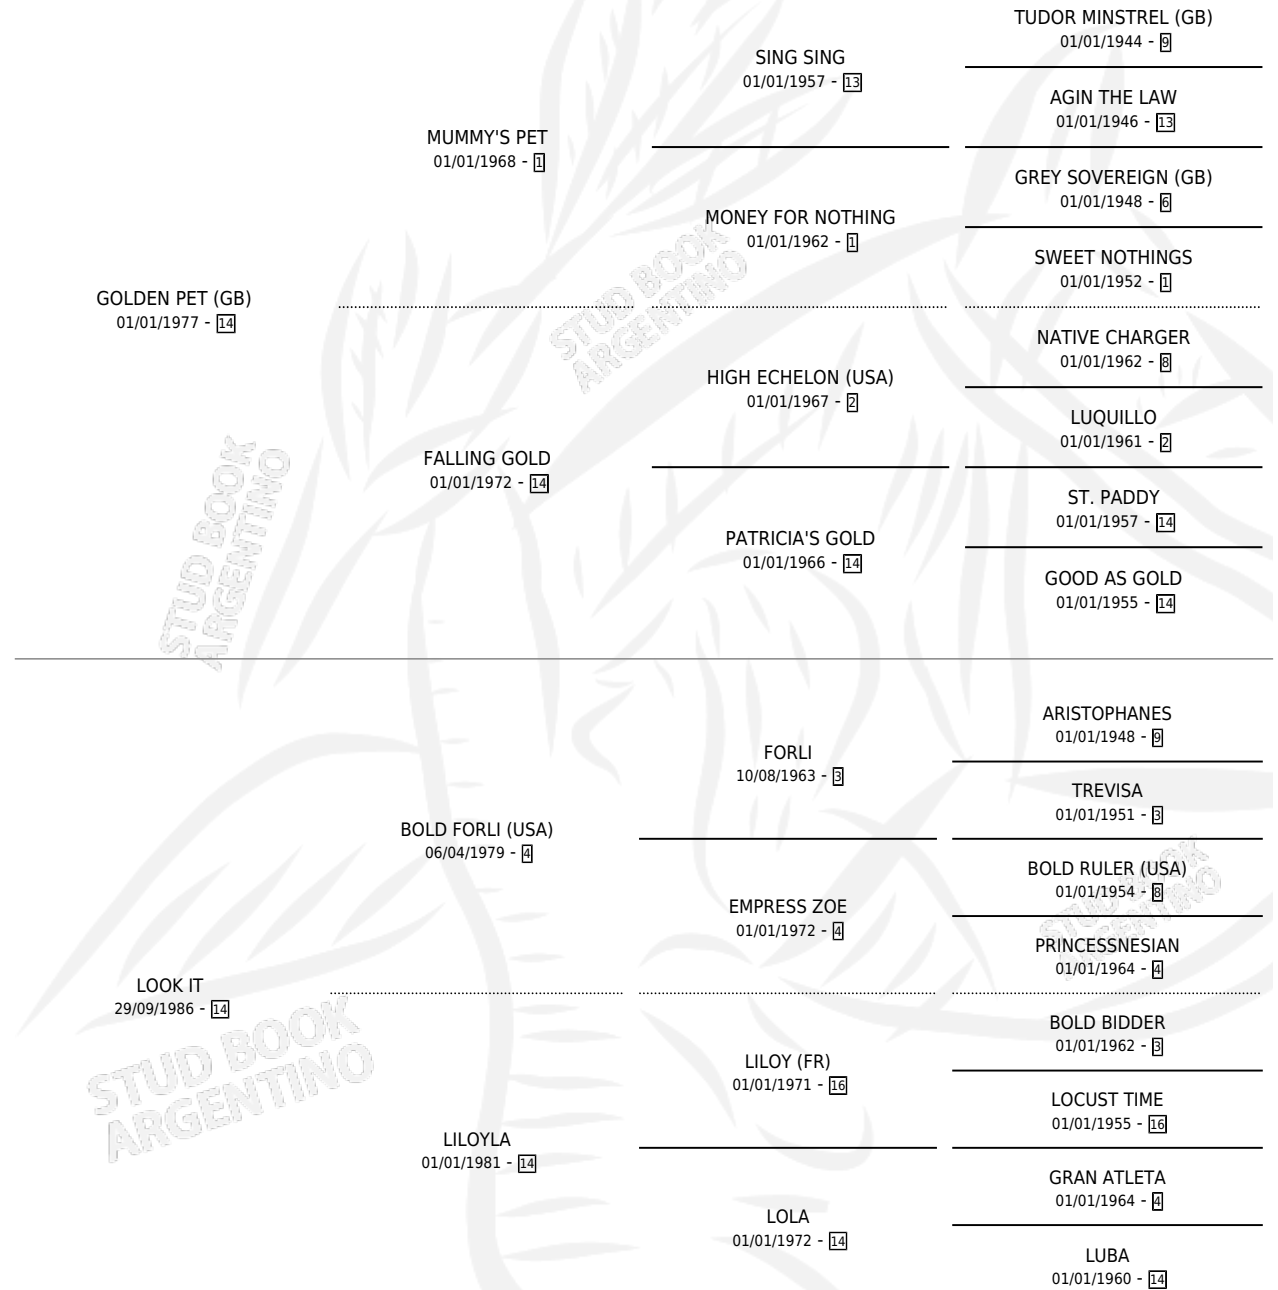 TUDOR MINSTREL (GB)
01/01/1944 - 9
SING SING
01/01/1957 - 13
AGIN THE LAW
01/01/1946 - 13
MUMMY'S PET
01/01/1968 - 1
GREY SOVEREIGN (GB)
01/01/1948 - 6
MONEY FOR NOTHING
01/01/1962 - 1
SWEET NOTHINGS
01/01/1952 - 1
GOLDEN PET (GB)
01/01/1977 - 14
NATIVE CHARGER
01/01/1962 - 8
HIGH ECHELON (USA)
01/01/1967 - 2
LUQUILLO
01/01/1961 - 2
FALLING GOLD
01/01/1972 - 14
ST. PADDY
01/01/1957 - 14
PATRICIA'S GOLD
01/01/1966 - 14
GOOD AS GOLD
01/01/1955 - 14
ARISTOPHANES
01/01/1948 - 9
FORLI
10/08/1963 - 3
TREVISA
01/01/1951 - 3
BOLD FORLI (USA)
06/04/1979 - 4
BOLD RULER (USA)
01/01/1954 - 8
EMPRESS ZOE
01/01/1972 - 4
PRINCESSNESIAN
01/01/1964 - 4
LOOK IT
29/09/1986 - 14
BOLD BIDDER
01/01/1962 - 3
LILOY (FR)
01/01/1971 - 16
LOCUST TIME
01/01/1955 - 16
LILOYLA
01/01/1981 - 14
GRAN ATLETA
01/01/1964 - 4
LOLA
01/01/1972 - 14
LUBA
01/01/1960 - 14
STUD BOOK
ARGENTINO
STUD BOOK
ARGENTINO
STUD BOOK
ARGENTINO
STUD BOOK
ARGENTINO